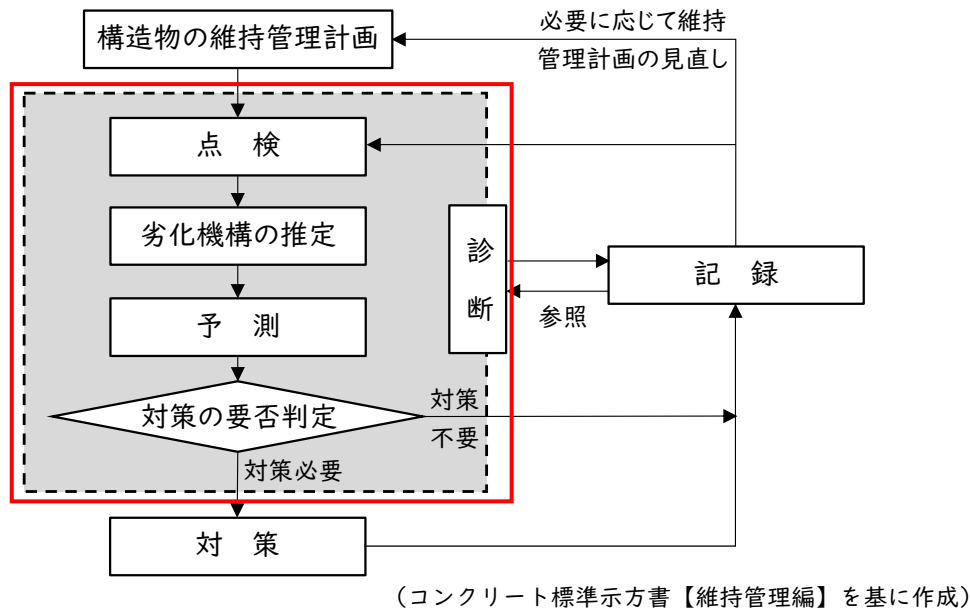 構造物の維持管理計画
必要に応じて維持
管理計画の見直し
点 検
劣化機構の推定
診
断
記 録
参照
予 測
対策の要否判定
対策
不要
対策必要
対 策
（コンクリート標準示方書【維持管理編】を基に作成）